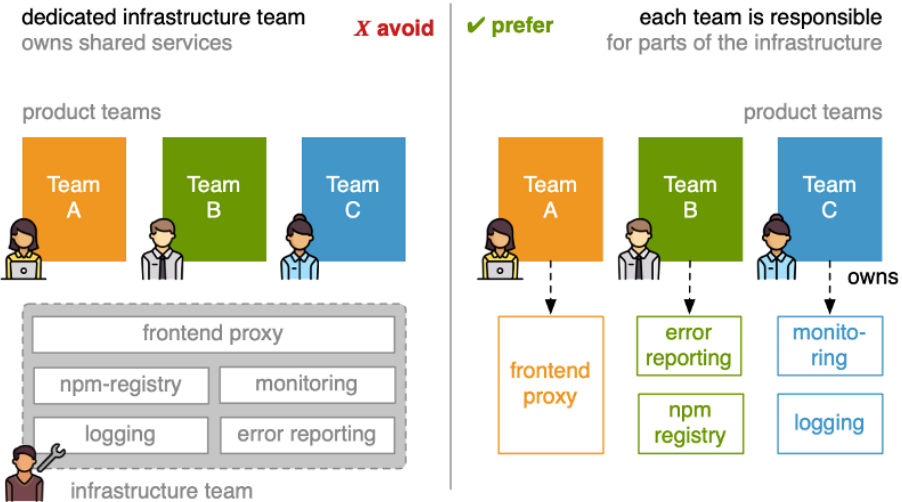 dedicated infrastructure team
owns shared services
X avoid
product teams
Team
A
Team
B
Team
C
frontend proxy
npm-registry
monitoring
logging
error reporting
infrastructure team
✔ prefer
each team is responsible
for parts of the infrastructure
product teams
Team
A
Team
B
Team
C
owns
frontend
proxy
error
reporting
npm
registry
monito-
ring
logging